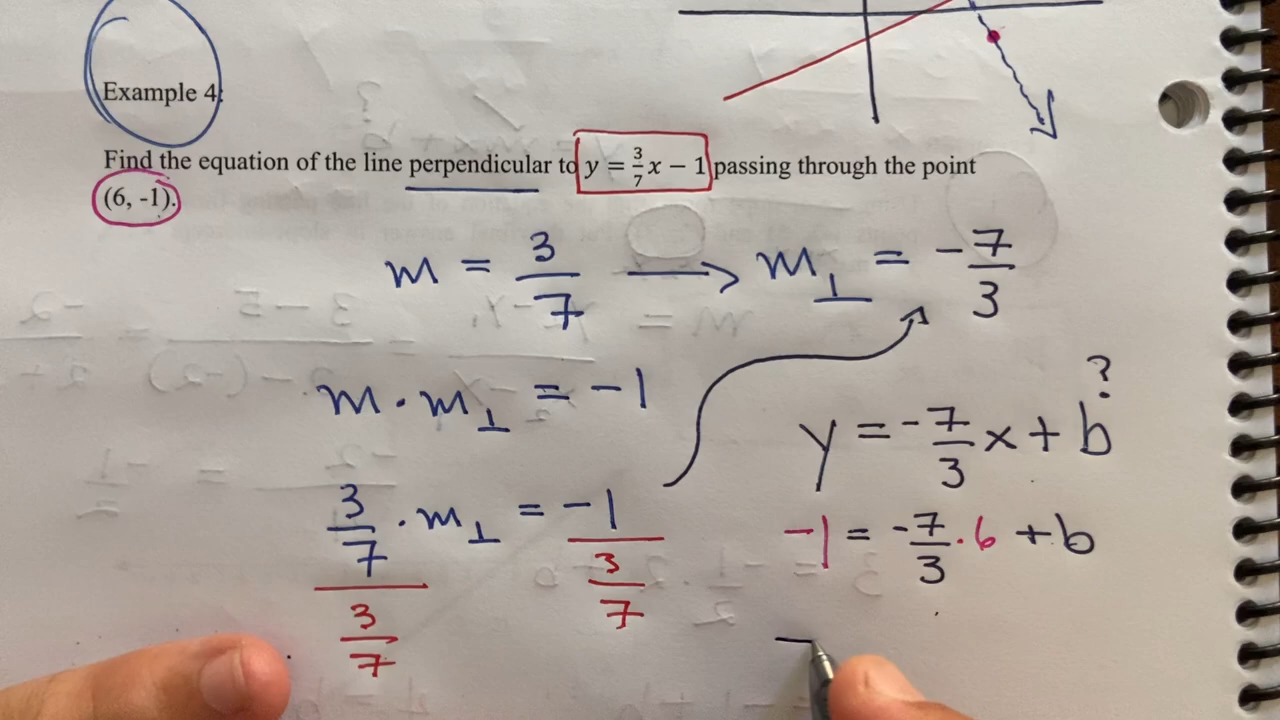 Example 4:
Find the equation of the line perpendicular to y = 3/7 x − 1 passing through the point
(6, -1).
m = 3/7 → m⊥ = -7/3
m · m⊥ = -1
3/7 · m⊥ = -1
3/7 3/7
?
y = -7/3 x + b
-1 = -7/3 · 6 + b